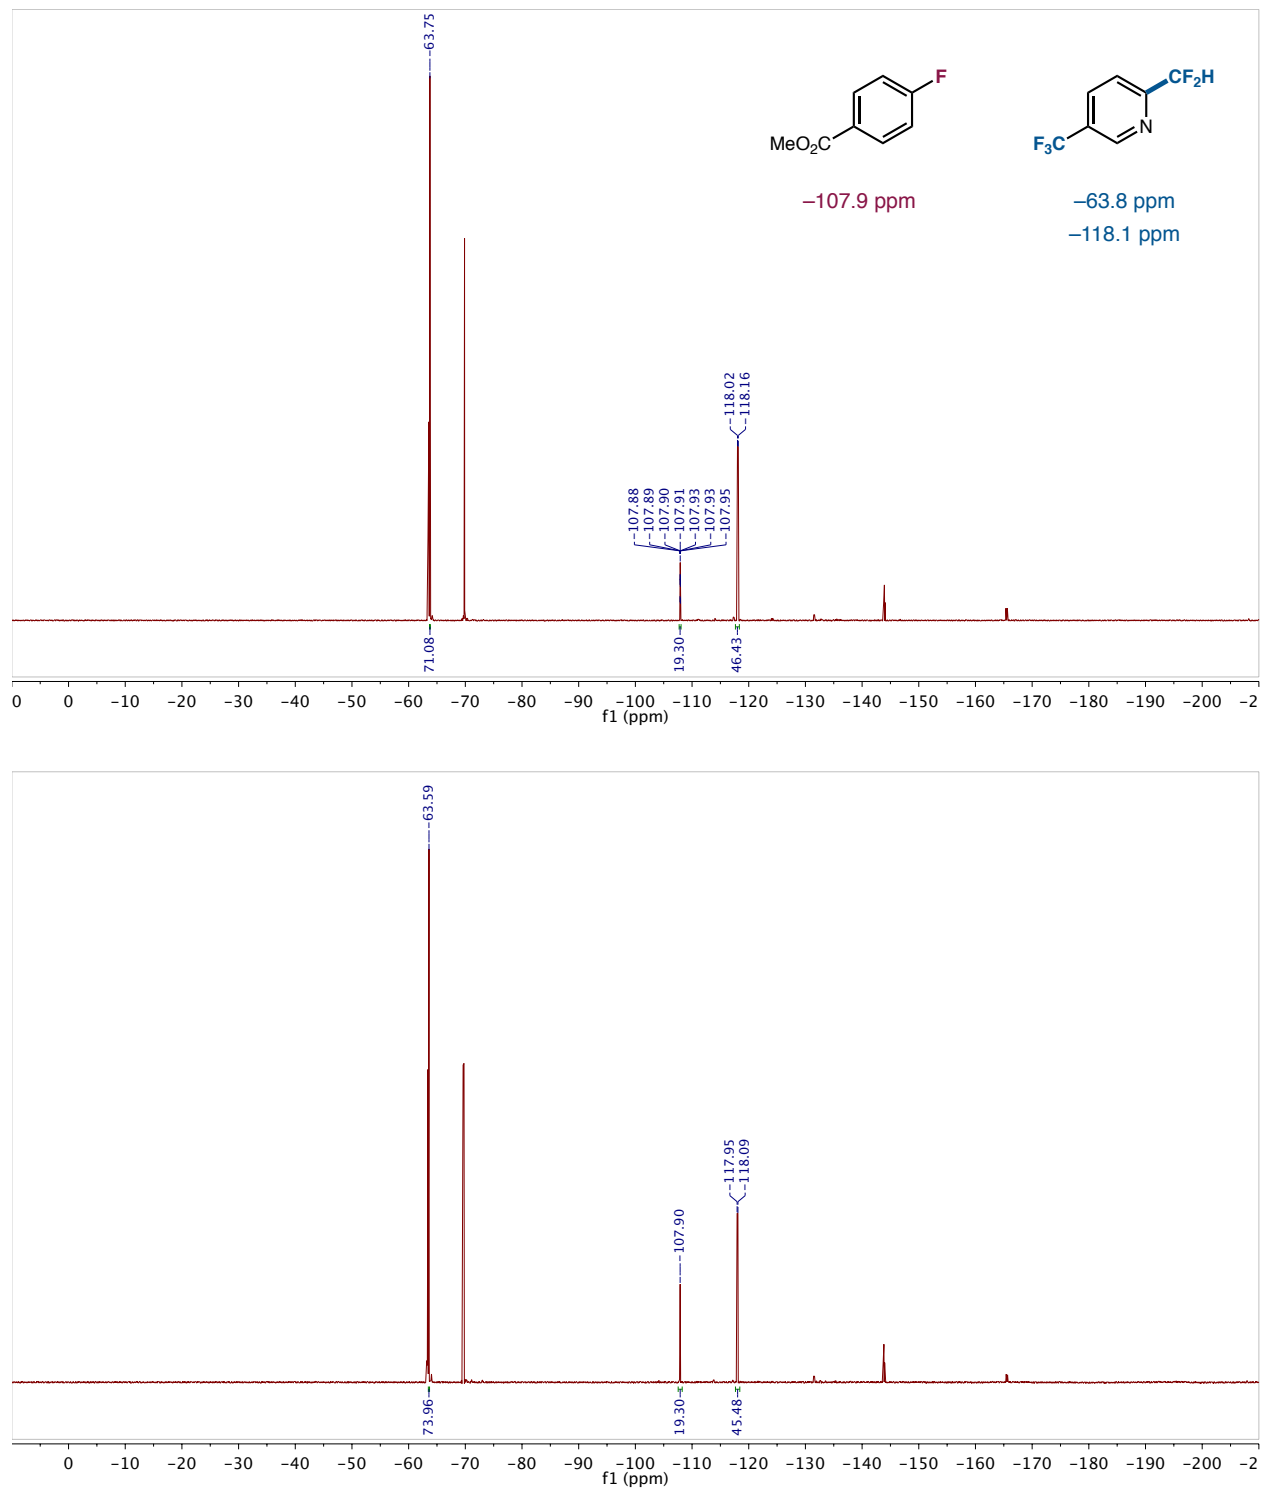 −63.75
F
CF₂H
N
MeO₂C
F₃C
−107.9 ppm
−63.8 ppm
−118.1 ppm
−118.02
−118.16
−107.88
−107.89
−107.90
−107.91
−107.93
−107.93
−107.95
71.08
19.30
46.43
0 0 −10 −20 −30 −40 −50 −60 −70 −80 −90 −100 −110 −120 −130 −140 −150 −160 −170 −180 −190 −200 −2
f1 (ppm)
−63.59
−117.95
−118.09
−107.90
73.96
19.30
45.48
0 −10 −20 −30 −40 −50 −60 −70 −80 −90 −100 −110 −120 −130 −140 −150 −160 −170 −180 −190 −200 −2
f1 (ppm)